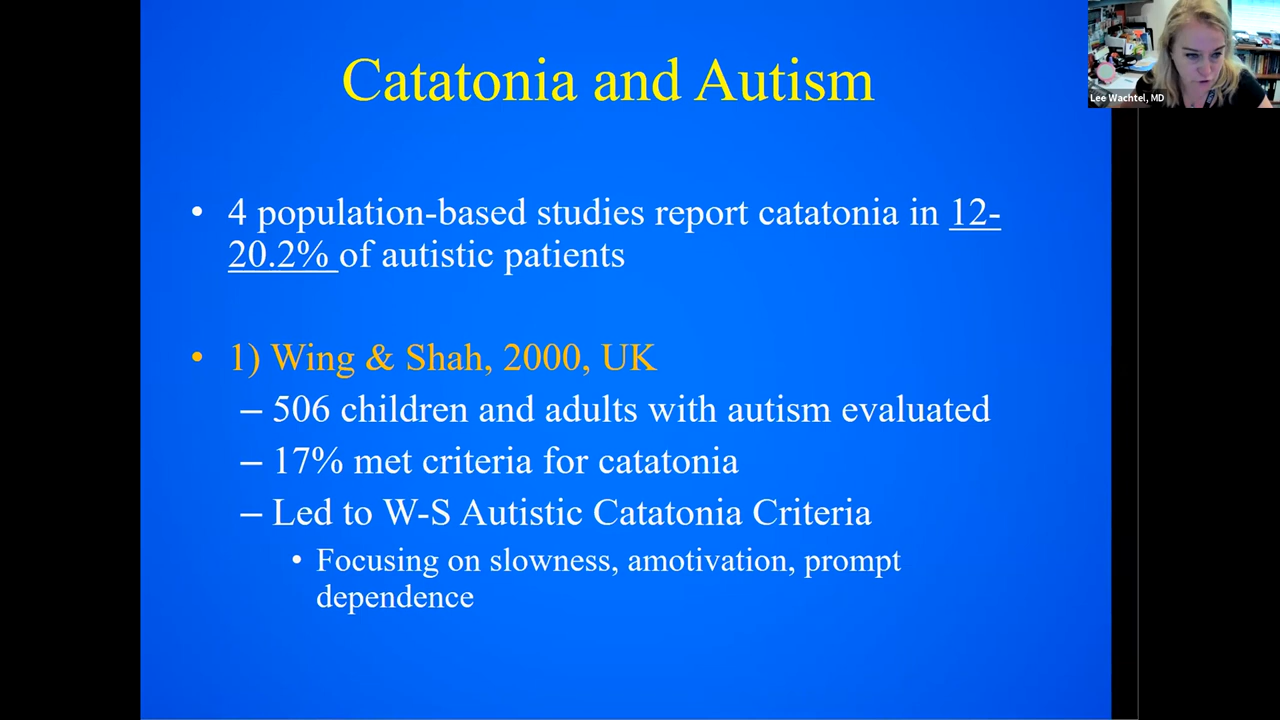 Catatonia and Autism
Lee Wachtel, MD
• 4 population-based studies report catatonia in 12-
20.2% of autistic patients
• 1) Wing & Shah, 2000, UK
– 506 children and adults with autism evaluated
– 17% met criteria for catatonia
– Led to W-S Autistic Catatonia Criteria
• Focusing on slowness, amotivation, prompt
dependence